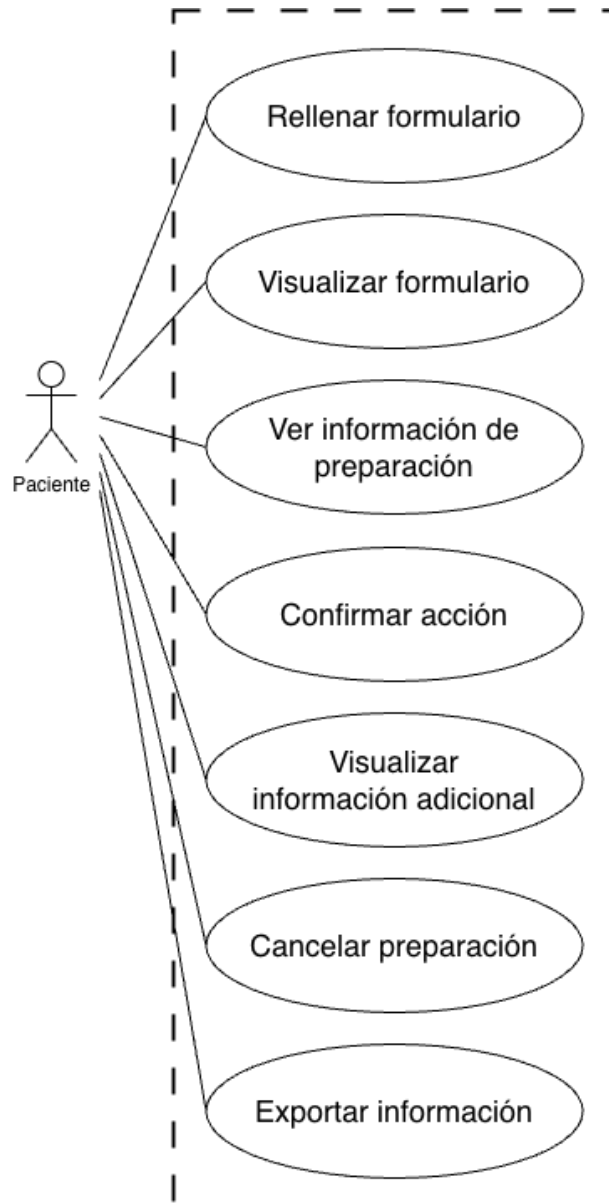 Rellenar formulario
Visualizar formulario
Ver información de
preparación
Paciente
Confirmar acción
Visualizar
información adicional
Cancelar preparación
Exportar información